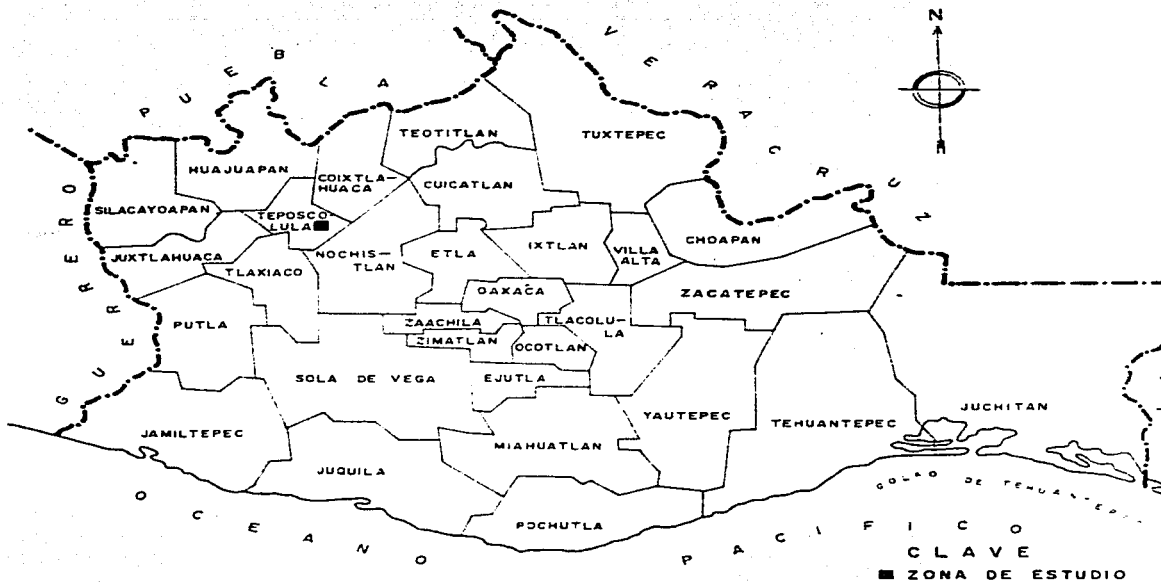 N
PUEBLA
VERACRUZ
GUERRERO
TEOTITLAN
TUXTEPEC
HUAJUAPAN
COIXTLA-
HUACA
CUICATLAN
SILACAYOAPAN
TEPOSCO-
LULA
JUXTLAHUACA
TLAXIACO
NOCHIS-
TLAN
ETLA
IXTLAN
VILLA
ALTA
CHOAPAN
OAXACA
ZACATEPEC
PUTLA
ZAACHILA
TLACOLU-
LA
ZIMATLAN
OCOTLAN
SOLA DE VEGA
EJUTLA
YAUTEPEC
TEHUANTEPEC
JUCHITAN
JAMILTEPEC
MIAHUATLAN
JUQUILA
POCHUTLA
GOLFO DE TEHUANTEPEC
OCEANO PACIFICO
CLAVE
ZONA DE ESTUDIO